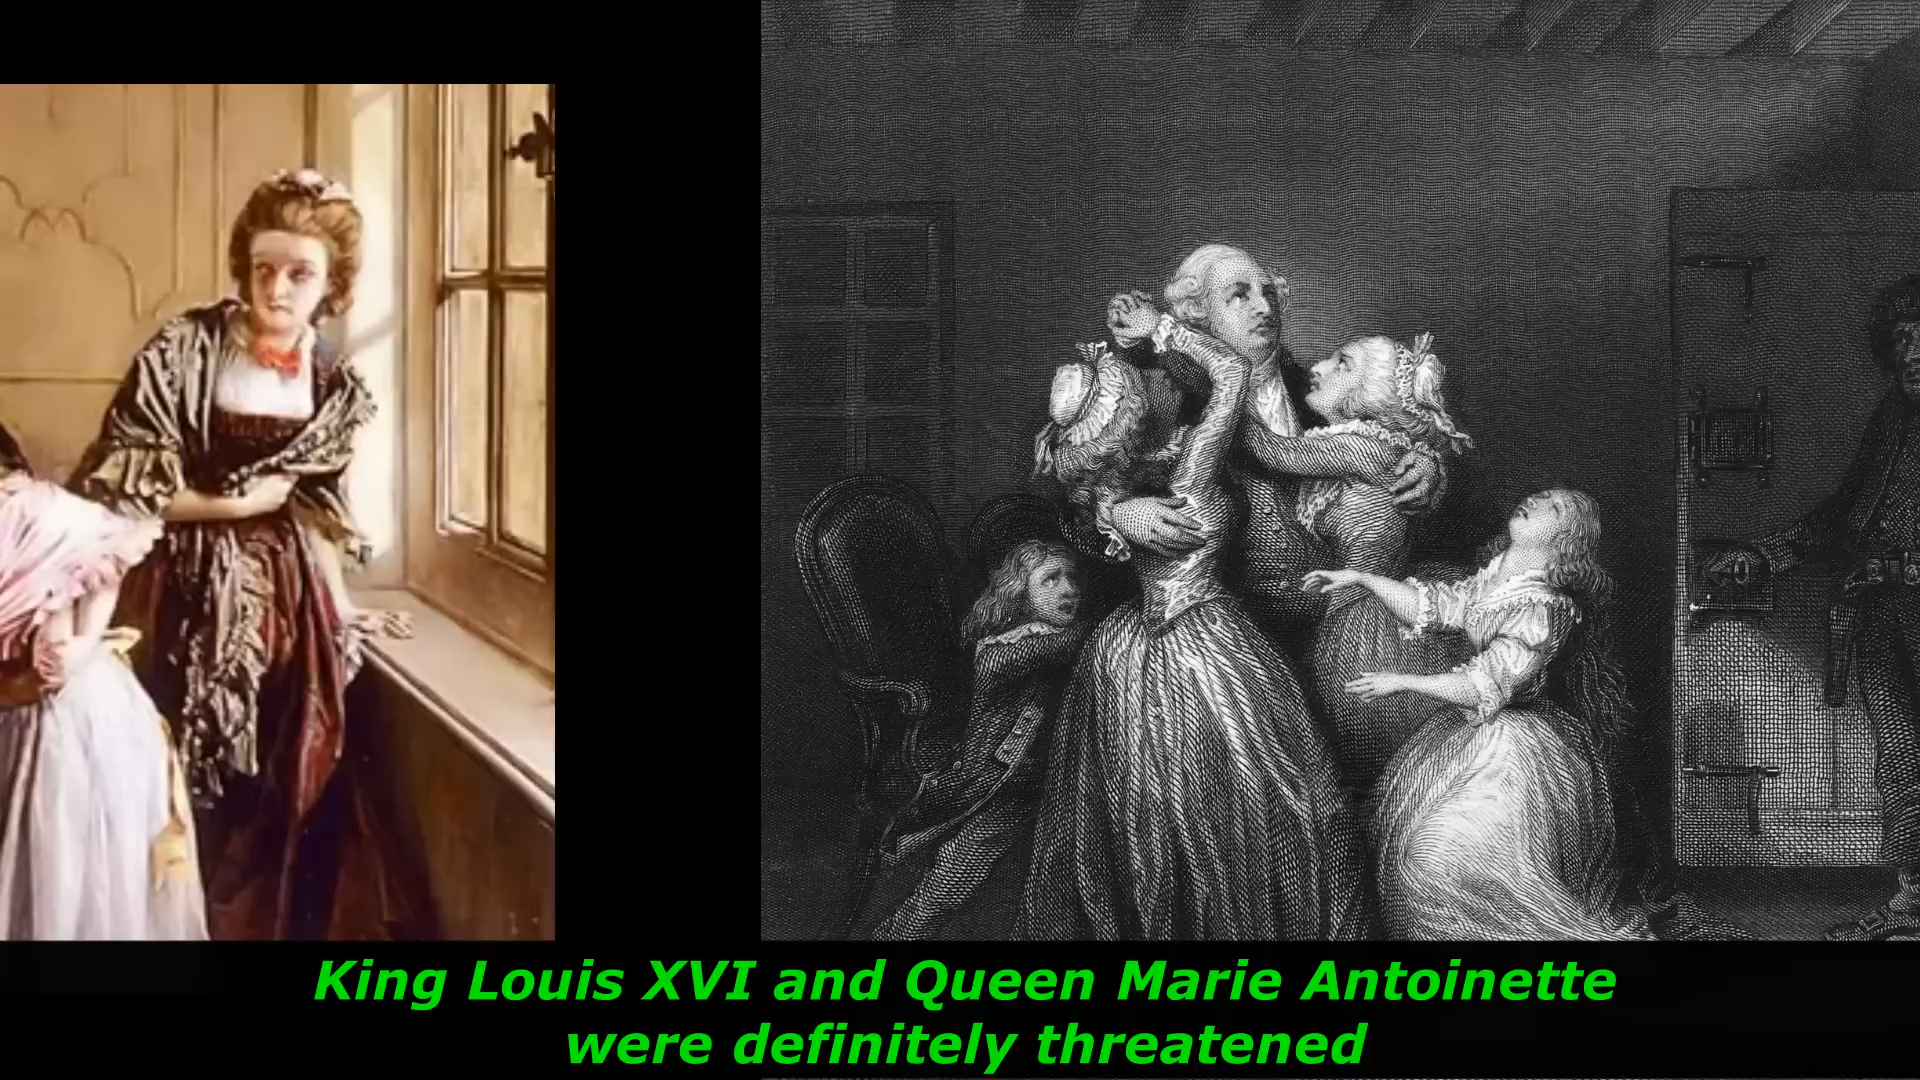 King Louis XVI and Queen Marie Antoinette
were definitely threatened